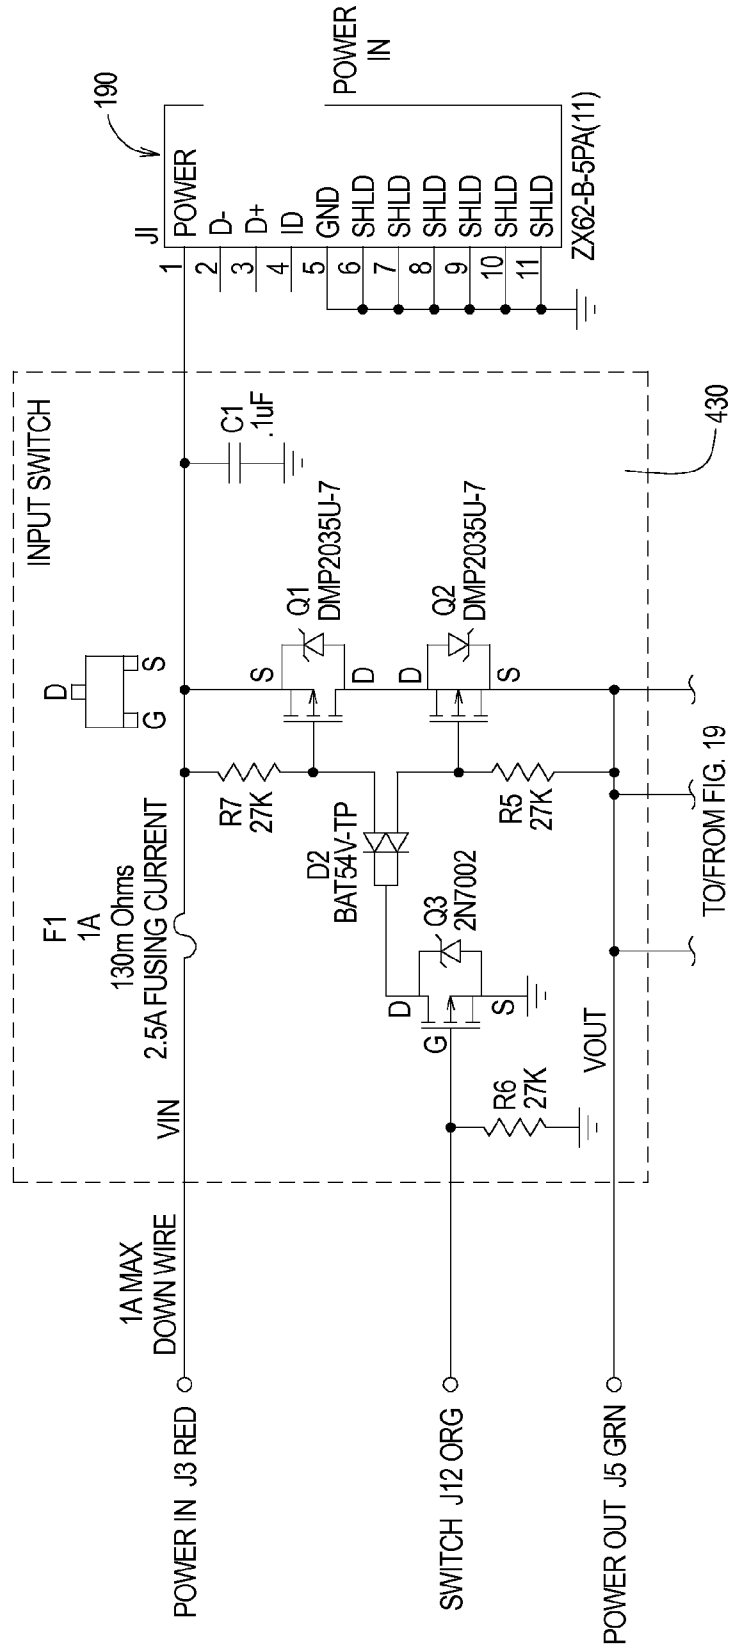 POWER IN J3 RED
1A MAX
DOWN WIRE
VIN
F1
1A
130m Ohms
2.5A FUSING CURRENT
D
G
S
INPUT SWITCH
C1
.1uF
R7
27K
S
D
Q1
DMP2035U-7
D
S
Q2
DMP2035U-7
R5
27K
D2
BAT54V-TP
D
G
S
Q3
2N7002
R6
27K
SWITCH J12 ORG
POWER OUT J5 GRN
VOUT
TO/FROM FIG. 19
430
190
J1
1 POWER
2 D-
3 D+
4 ID
5 GND
6 SHLD
7 SHLD
8 SHLD
9 SHLD
10 SHLD
11 SHLD
ZX62-B-5PA(11)
POWER
IN